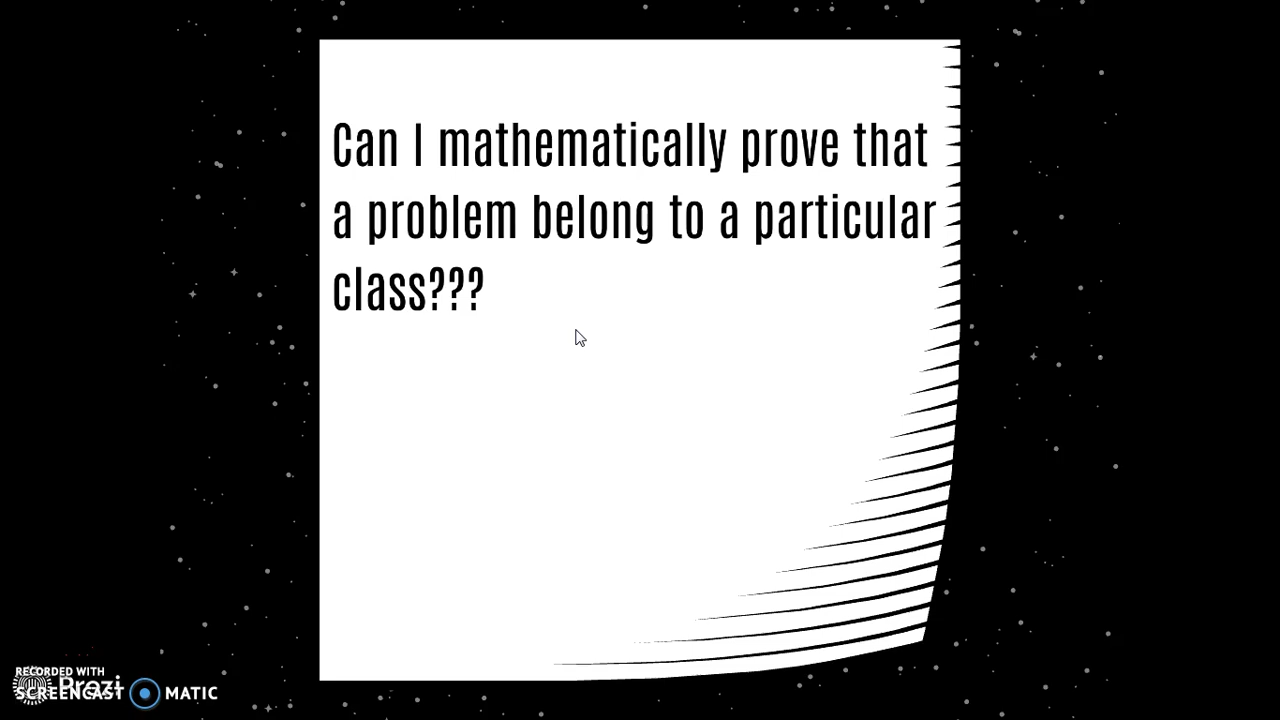 Can I mathematically prove that
a problem belong to a particular
class???
RECORDED WITH
SCREENCAST MATIC
Prezi